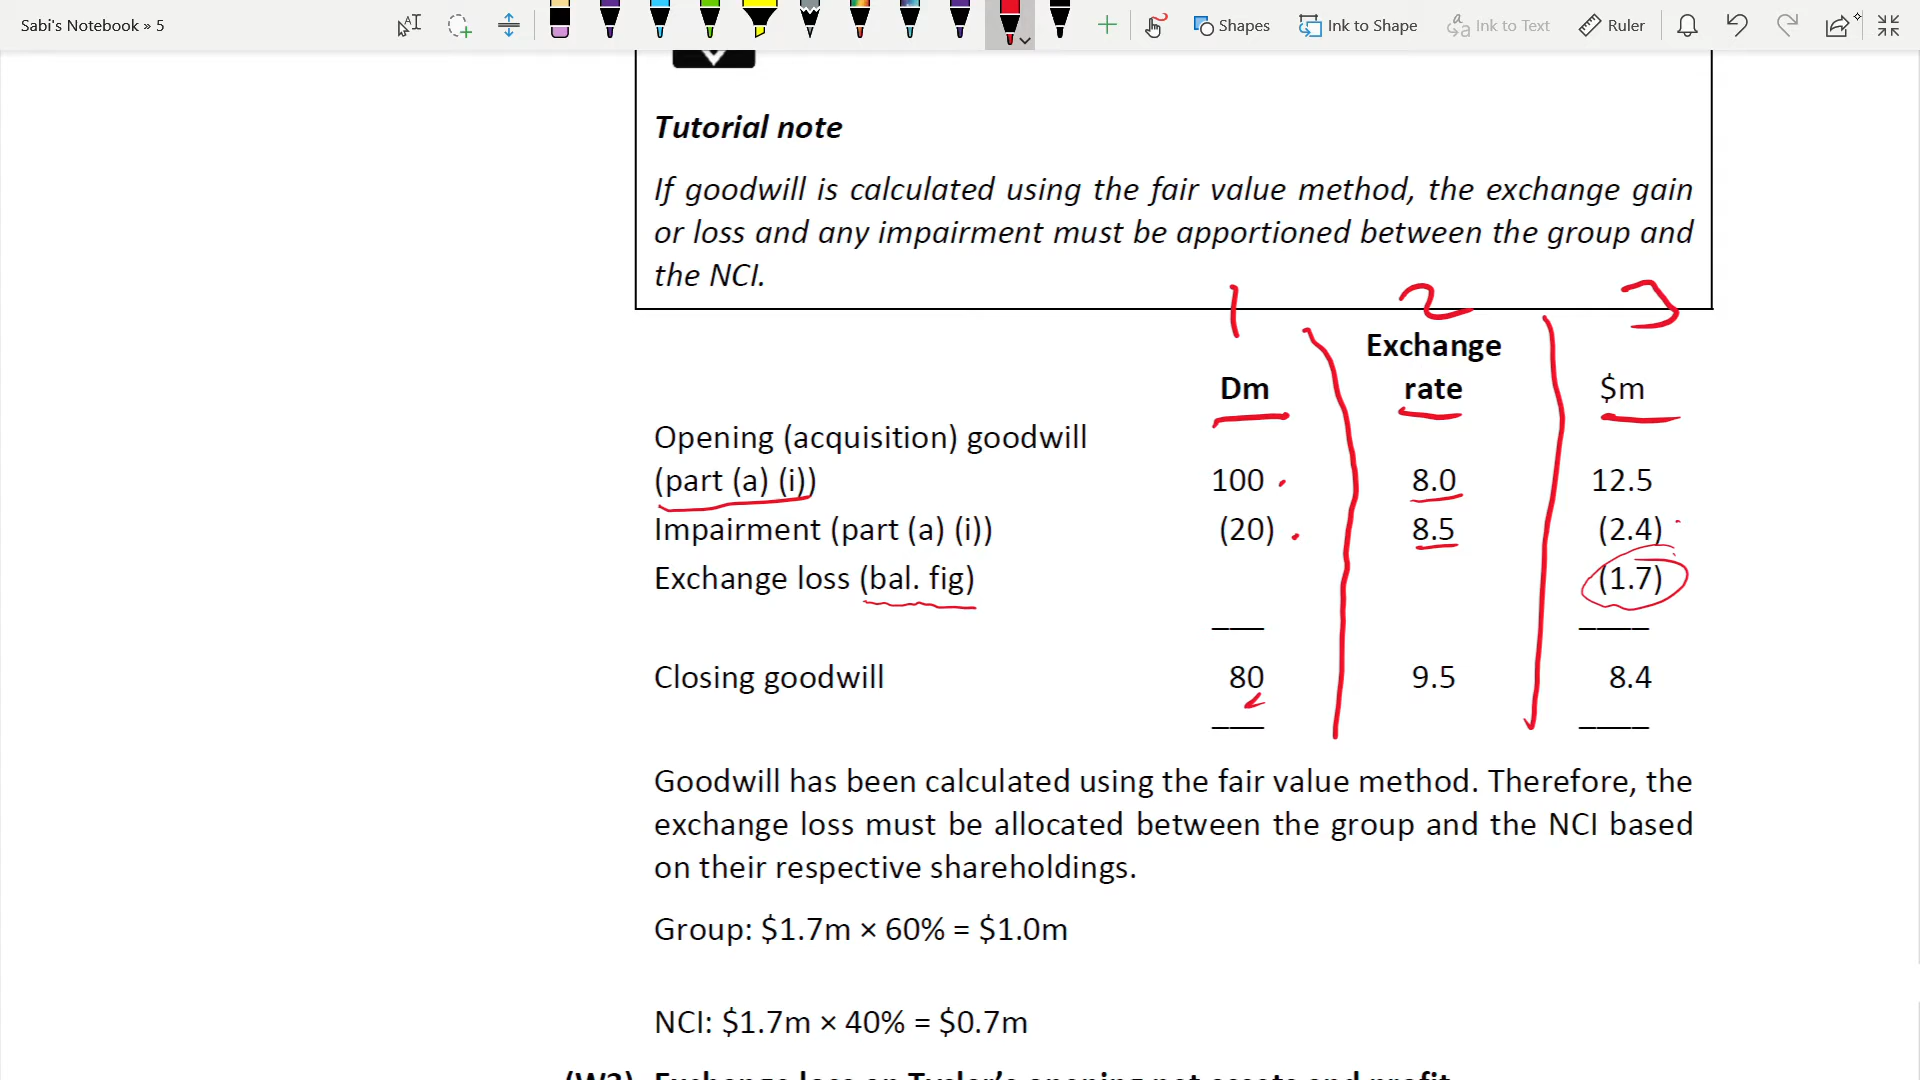 Sabi's Notebook » 5
Shapes
Ink to Shape
Ink to Text
Ruler
Tutorial note
If goodwill is calculated using the fair value method, the exchange gain
or loss and any impairment must be apportioned between the group and
the NCI.
1 2 3
Exchange
Dm rate $m
Opening (acquisition) goodwill
(part (a) (i)) 100 8.0 12.5
Impairment (part (a) (i)) (20) 8.5 (2.4)
Exchange loss (bal. fig) (1.7)
Closing goodwill 80 9.5 8.4
Goodwill has been calculated using the fair value method. Therefore, the
exchange loss must be allocated between the group and the NCI based
on their respective shareholdings.
Group: $1.7m × 60% = $1.0m
NCI: $1.7m × 40% = $0.7m